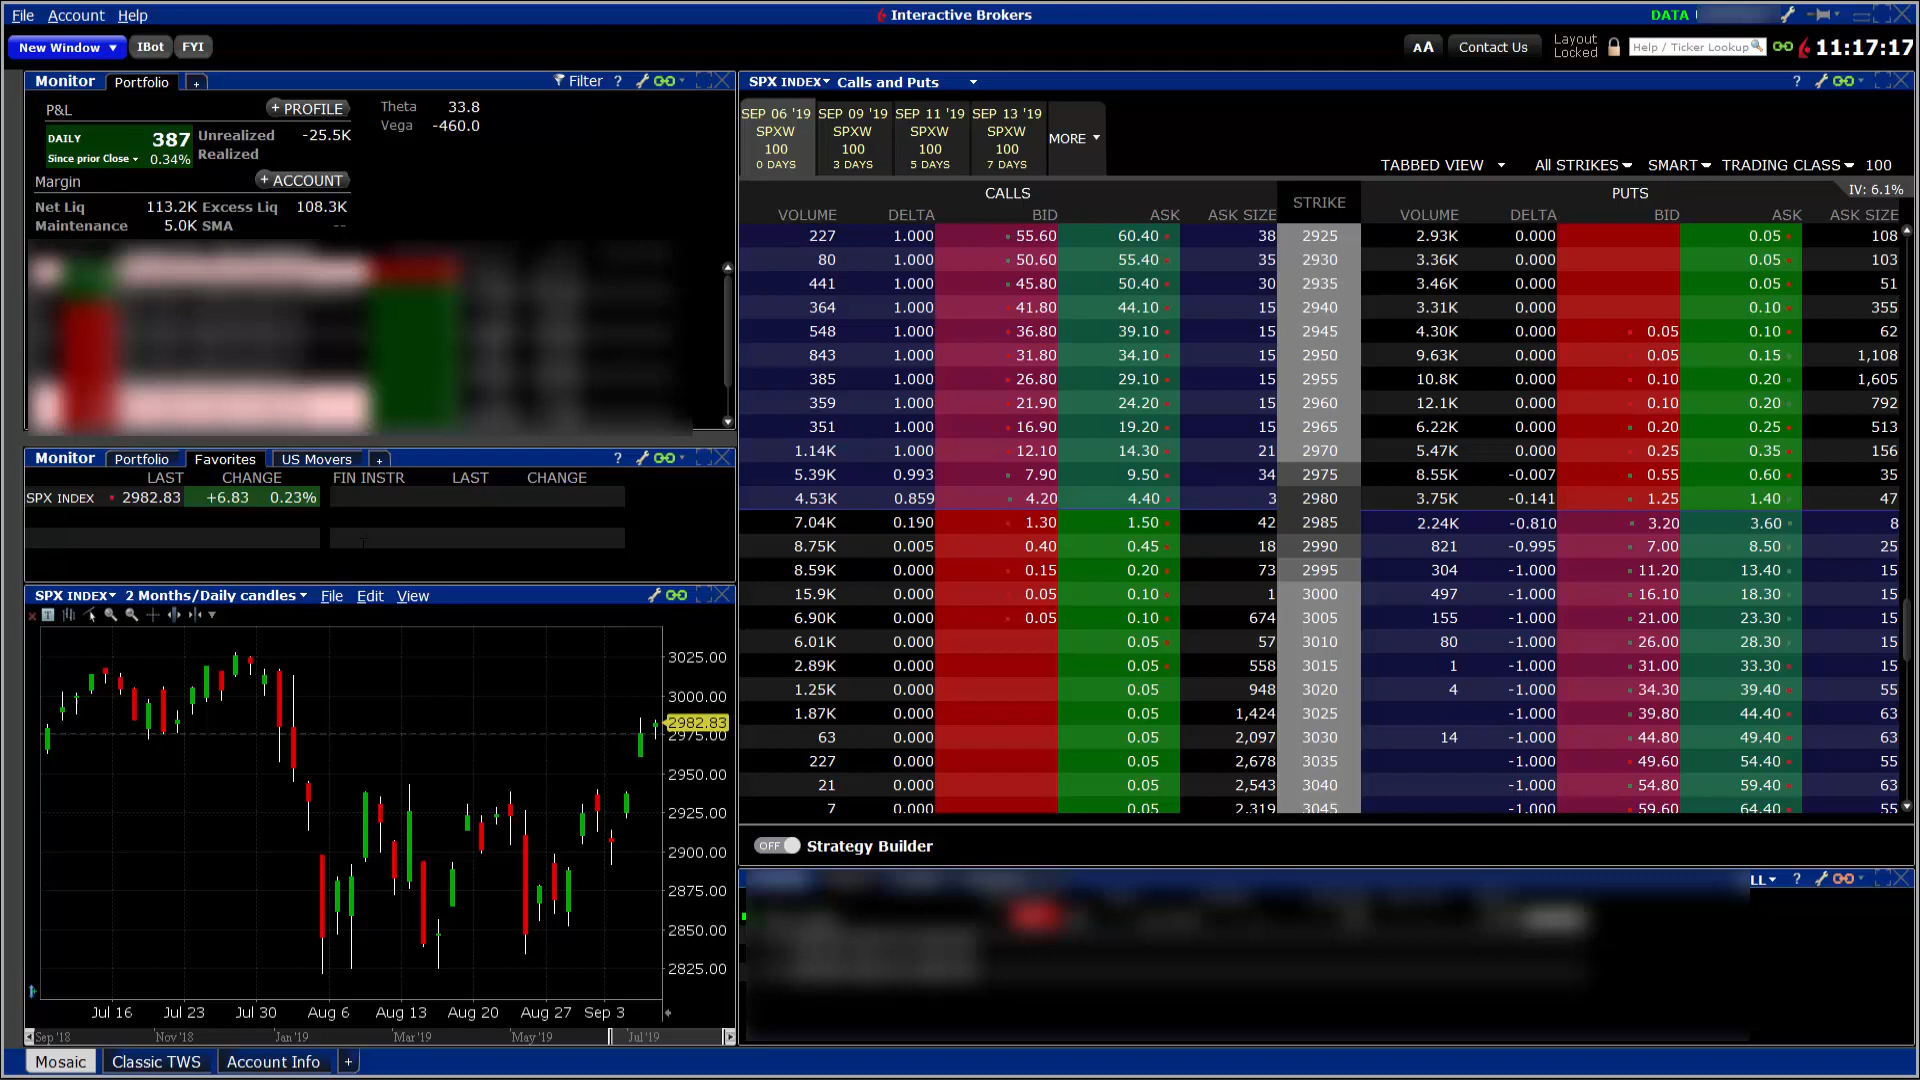 File Account Help
Interactive Brokers
DATA
New Window IBot FYI
AA Contact Us Layout Locked Help / Ticker Lookup 11:17:17
Monitor Portfolio + Filter ?
P&L + PROFILE Theta 33.8
Vega -460.0
DAILY 387 Unrealized -25.5K
Since prior Close 0.34% Realized
Margin + ACCOUNT
Net Liq 113.2K Excess Liq 108.3K
Maintenance 5.0K SMA --
Monitor Portfolio Favorites US Movers + ?
LAST CHANGE FIN INSTR LAST CHANGE
SPX INDEX 2982.83 +6.83 0.23%
SPX INDEX 2 Months/Daily candles File Edit View
3025.00
3000.00
2982.83
2975.00
2950.00
2925.00
2900.00
2875.00
2850.00
2825.00
Jul 16 Jul 23 Jul 30 Aug 6 Aug 13 Aug 20 Aug 27 Sep 3
Sep '18 Nov '18 Jan '19 Mar '19 May '19 Jul '19
SPX INDEX Calls and Puts ?
SEP 06 '19 SEP 09 '19 SEP 11 '19 SEP 13 '19
SPXW SPXW SPXW SPXW
100 100 100 100 MORE
0 DAYS 3 DAYS 5 DAYS 7 DAYS
TABBED VIEW All STRIKES SMART TRADING CLASS 100
CALLS STRIKE PUTS IV: 6.1%
VOLUME DELTA BID ASK ASK SIZE VOLUME DELTA BID ASK ASK SIZE
227 1.000 55.60 60.40 38 2925 2.93K 0.000 0.05 108
80 1.000 50.60 55.40 35 2930 3.36K 0.000 0.05 103
441 1.000 45.80 50.40 30 2935 3.46K 0.000 0.05 51
364 1.000 41.80 44.10 15 2940 3.31K 0.000 0.10 355
548 1.000 36.80 39.10 15 2945 4.30K 0.000 0.05 0.10 62
843 1.000 31.80 34.10 15 2950 9.63K 0.000 0.05 0.15 1,108
385 1.000 26.80 29.10 15 2955 10.8K 0.000 0.10 0.20 1,605
359 1.000 21.90 24.20 15 2960 12.1K 0.000 0.10 0.20 792
351 1.000 16.90 19.20 15 2965 6.22K 0.000 0.20 0.25 513
1.14K 1.000 12.10 14.30 21 2970 5.47K 0.000 0.25 0.35 156
5.39K 0.993 7.90 9.50 34 2975 8.55K -0.007 0.55 0.60 35
4.53K 0.859 4.20 4.40 3 2980 3.75K -0.141 1.25 1.40 47
7.04K 0.190 1.30 1.50 42 2985 2.24K -0.810 3.20 3.60 8
8.75K 0.005 0.40 0.45 18 2990 821 -0.995 7.00 8.50 25
8.59K 0.000 0.15 0.20 73 2995 304 -1.000 11.20 13.40 15
15.9K 0.000 0.05 0.10 1 3000 497 -1.000 16.10 18.30 15
6.90K 0.000 0.05 0.10 674 3005 155 -1.000 21.00 23.30 15
6.01K 0.000 0.05 57 3010 80 -1.000 26.00 28.30 15
2.89K 0.000 0.05 558 3015 1 -1.000 31.00 33.30 15
1.25K 0.000 0.05 948 3020 4 -1.000 34.30 39.40 55
1.87K 0.000 0.05 1,424 3025 -1.000 39.80 44.40 63
63 0.000 0.05 2,097 3030 14 -1.000 44.80 49.40 63
227 0.000 0.05 2,678 3035 -1.000 49.60 54.40 55
21 0.000 0.05 2,543 3040 -1.000 54.80 59.40 63
7 0.000 0.05 2,319 3045 -1.000 59.60 64.40 55
OFF Strategy Builder
LL ?
Mosaic Classic TWS Account Info +